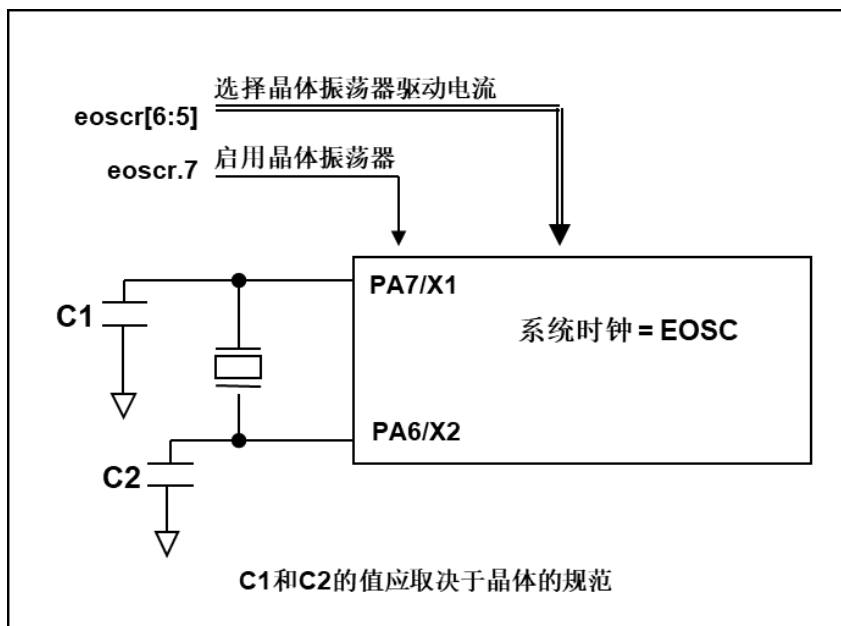 选择晶体振荡器驱动电流
eoscr[6:5]
启用晶体振荡器
eoscr.7
PA7/X1
C1
系统时钟 = EOSC
PA6/X2
C2
C1和C2的值应取决于晶体的规范